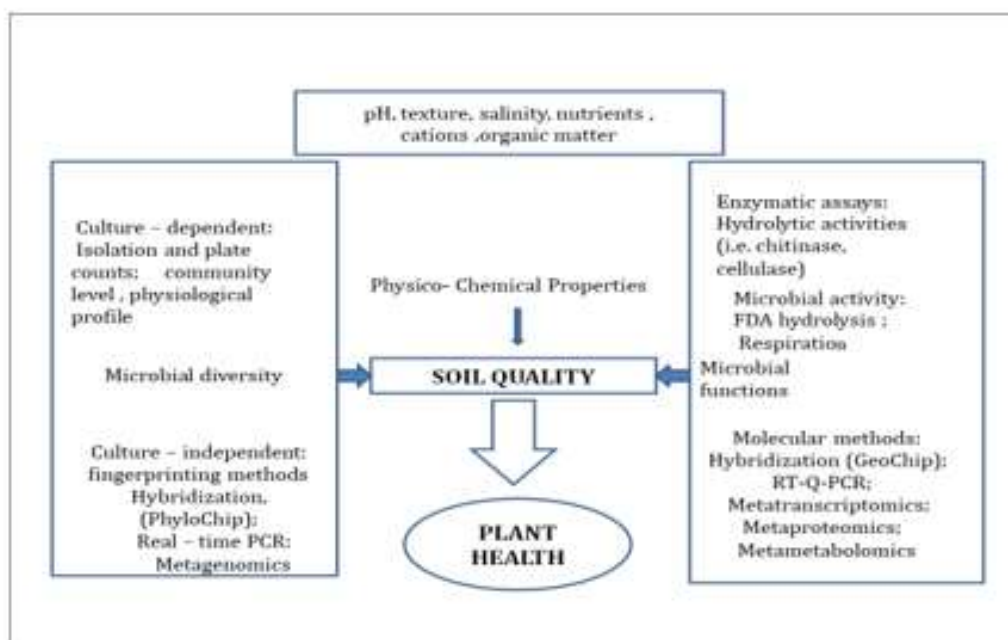 pH, texture, salinity, nutrients ,
cations ,organic matter
Culture – dependent:
Isolation and plate
counts; community
level , physiological
profile
Microbial diversity
Culture – independent:
fingerprinting methods
Hybridization,
(PhyloChip);
Real – time PCR:
Metagenomics
Physico- Chemical Properties
SOIL QUALITY
PLANT
HEALTH
Enzymatic assays:
Hydrolytic activities
(i.e. chitinase,
cellulase)
Microbial activity:
FDA hydrolysis ;
Respiration
Microbial
functions
Molecular methods:
Hybridization (GeoChip):
RT-Q-PCR;
Metatranscriptomics;
Metaproteomics;
Metametabolomics